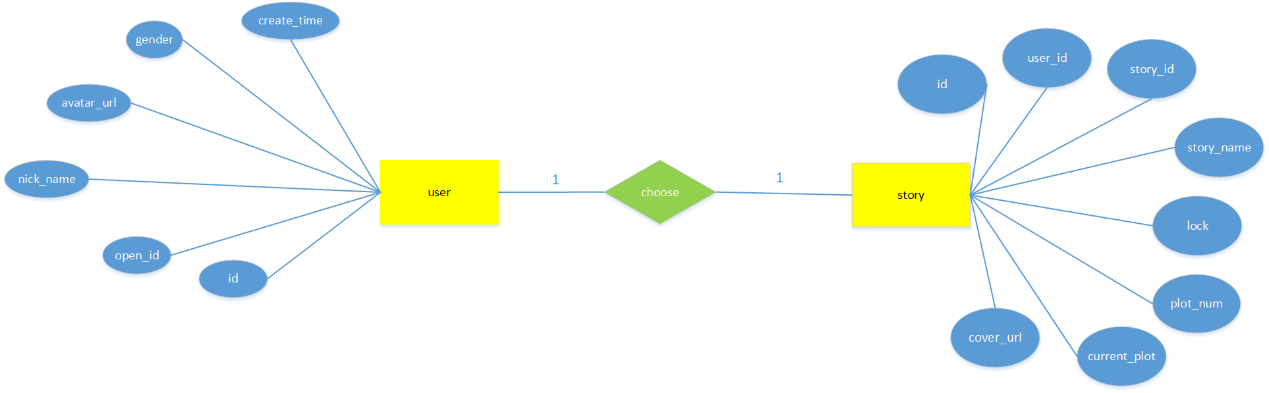 create_time
gender
avatar_url
nick_name
open_id
id
user
1
choose
1
story
id
user_id
story_id
story_name
lock
plot_num
current_plot
cover_url